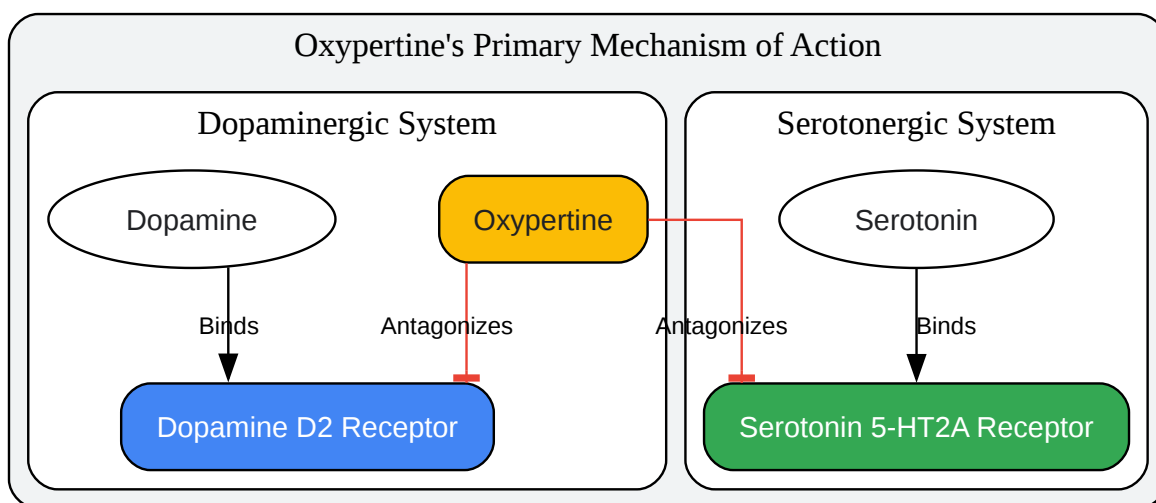 Oxypertine's Primary Mechanism of Action
Dopaminergic System
Serotonergic System
Dopamine
Oxypertine
Serotonin
Binds
Antagonizes
Antagonizes
Binds
Dopamine D2 Receptor
Serotonin 5-HT2A Receptor